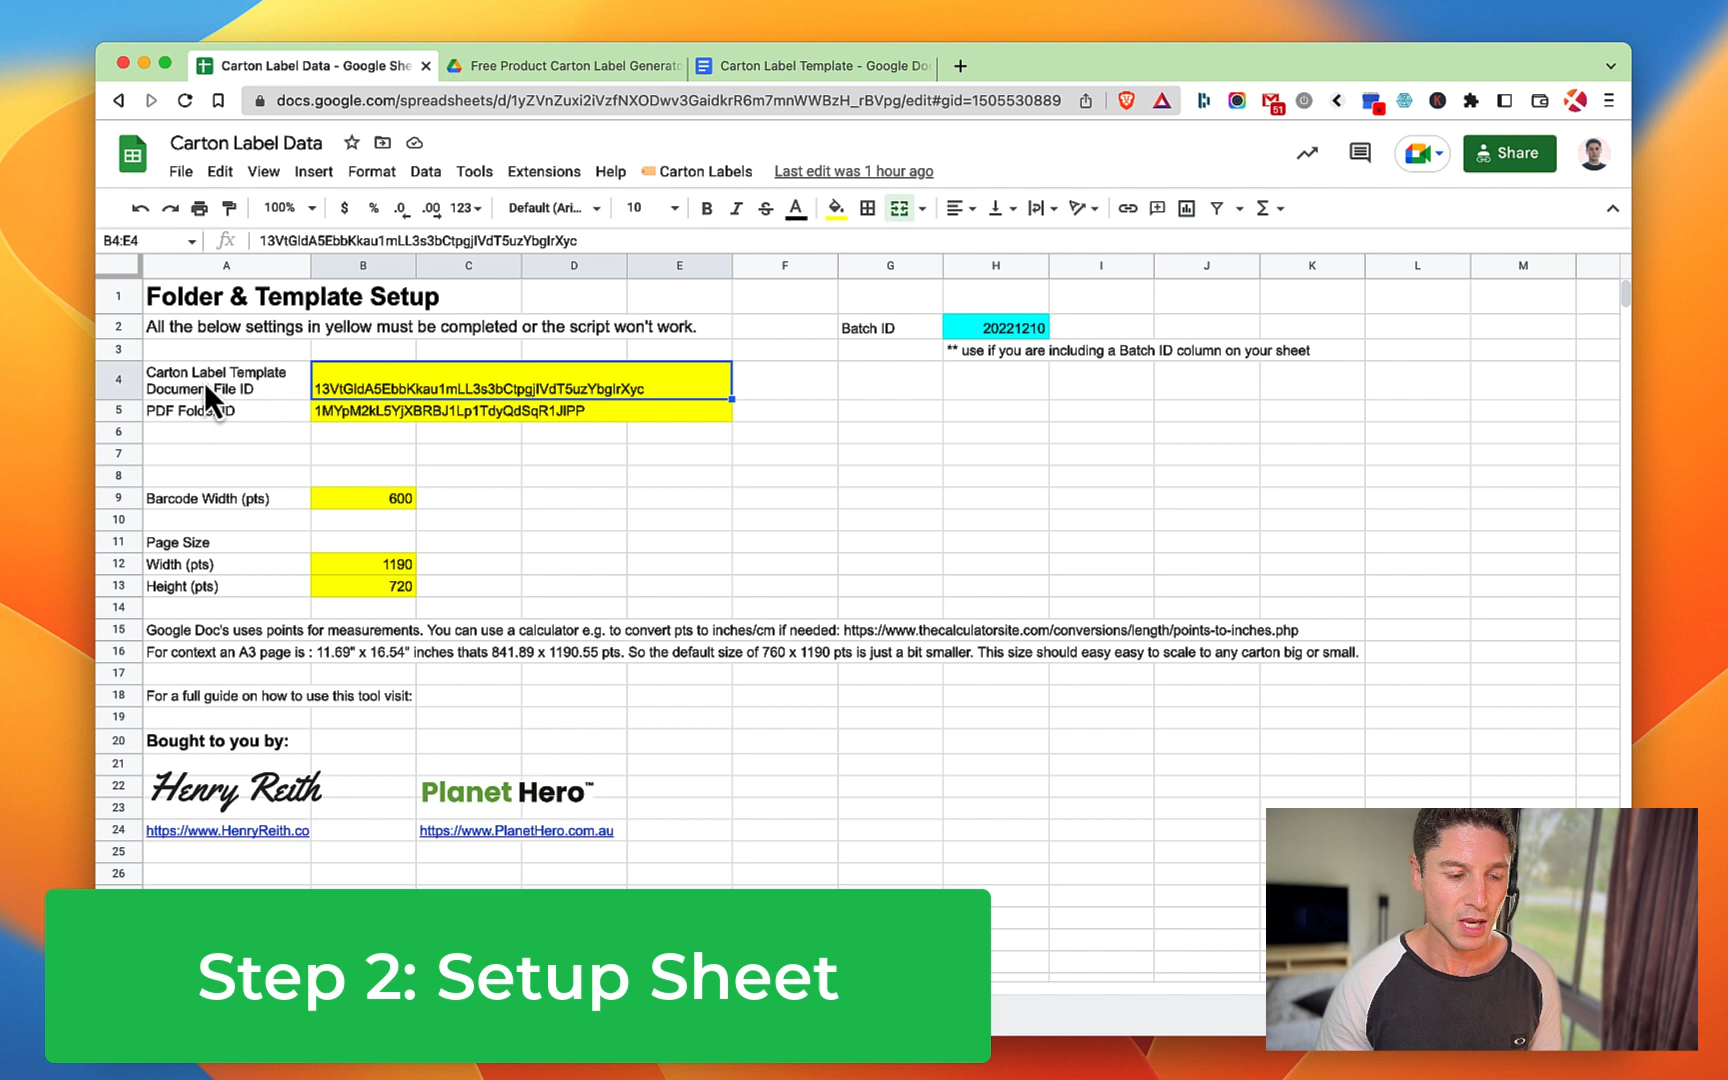 Carton Label Data - Google She
Free Product Carton Label Generato
Carton Label Template - Google Doc
docs.google.com/spreadsheets/d/1yZVnZuxi2iVzfNXODwv3GaidkrR6m7mnWWBzH_rBVpg/edit#gid=1505530889
51
Carton Label Data
Share
File Edit View Insert Format Data Tools Extensions Help Carton Labels Last edit was 1 hour ago
100% $ % .0 .00 123 Default (Ari... 10 B I S A Σ
B4:E4 fx 13VtGldA5EbbKkau1mLL3s3bCtpgjlVdT5uzYbglrXyc
A B C D E F G H I J K L M
1 Folder & Template Setup
2 All the below settings in yellow must be completed or the script won't work. Batch ID 20221210
3 ** use if you are including a Batch ID column on your sheet
4 Carton Label Template
Document File ID 13VtGldA5EbbKkau1mLL3s3bCtpgjlVdT5uzYbglrXyc
5 PDF Folder ID 1MYpM2kL5YjXBRBJ1Lp1TdyQdSqR1JlPP
6
7
8
9 Barcode Width (pts) 600
10
11 Page Size
12 Width (pts) 1190
13 Height (pts) 720
14
15 Google Doc's uses points for measurements. You can use a calculator e.g. to convert pts to inches/cm if needed: https://www.thecalculatorsite.com/conversions/length/points-to-inches.php
16 For context an A3 page is : 11.69" x 16.54" inches thats 841.89 x 1190.55 pts. So the default size of 760 x 1190 pts is just a bit smaller. This size should easy easy to scale to any carton big or small.
17
18 For a full guide on how to use this tool visit:
19
20 Bought to you by:
21
22 Henry Reith Planet Hero™
23
24 https://www.HenryReith.co https://www.PlanetHero.com.au
25
26
Step 2: Setup Sheet